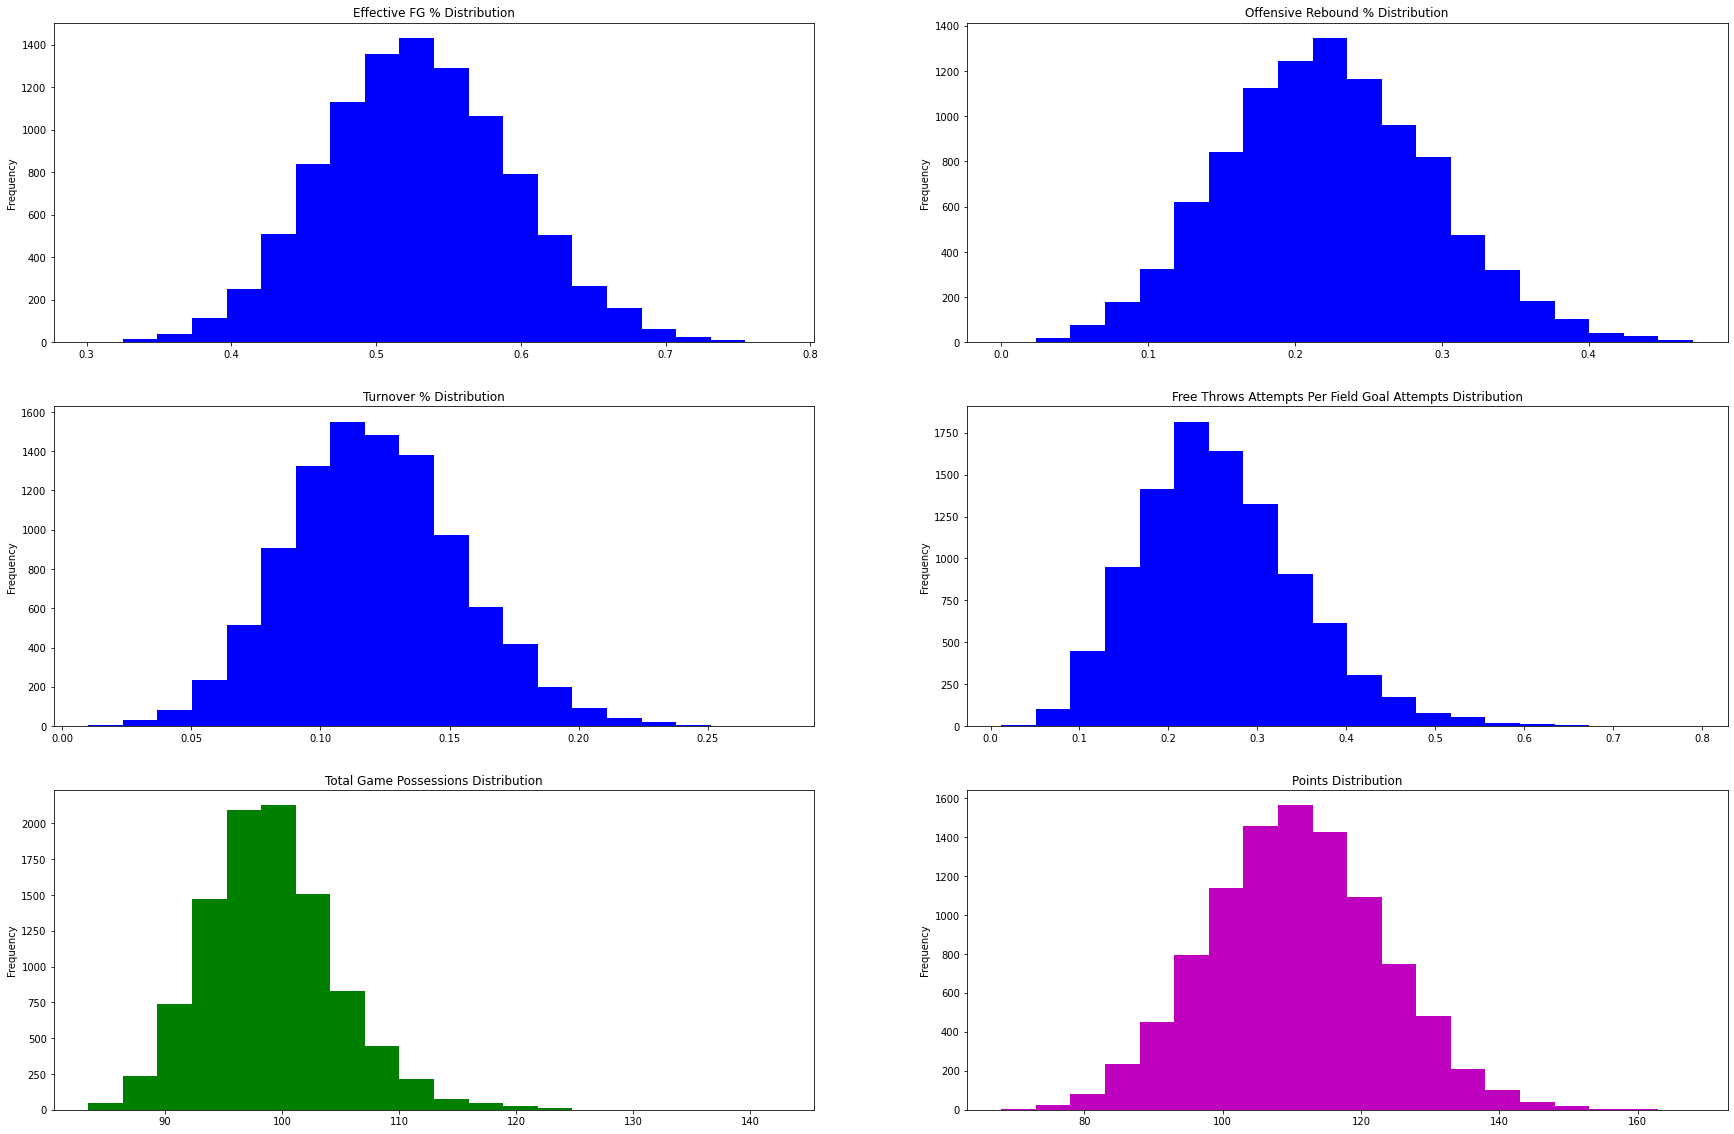 Effective FG % Distribution
Frequency
1400
1200
1000
800
600
400
200
0
0.3 0.4 0.5 0.6 0.7 0.8
Offensive Rebound % Distribution
Frequency
1400
1200
1000
800
600
400
200
0
0.0 0.1 0.2 0.3 0.4
Turnover % Distribution
Frequency
1600
1400
1200
1000
800
600
400
200
0
0.00 0.05 0.10 0.15 0.20 0.25
Free Throws Attempts Per Field Goal Attempts Distribution
Frequency
1750
1500
1250
1000
750
500
250
0
0.0 0.1 0.2 0.3 0.4 0.5 0.6 0.7 0.8
Total Game Possessions Distribution
Frequency
2000
1750
1500
1250
1000
750
500
250
0
90 100 110 120 130 140
Points Distribution
Frequency
1600
1400
1200
1000
800
600
400
200
0
80 100 120 140 160